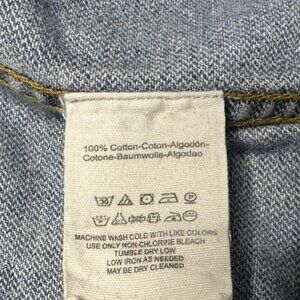 100% Cotton-Coton-Algodón-
Cotone-Baumwolle-Algodao
MACHINE WASH COLD WITH LIKE COLORS
USE ONLY NON-CHLORINE BLEACH
TUMBLE DRY LOW
LOW IRON AS NEEDED
MAY BE DRY CLEANED